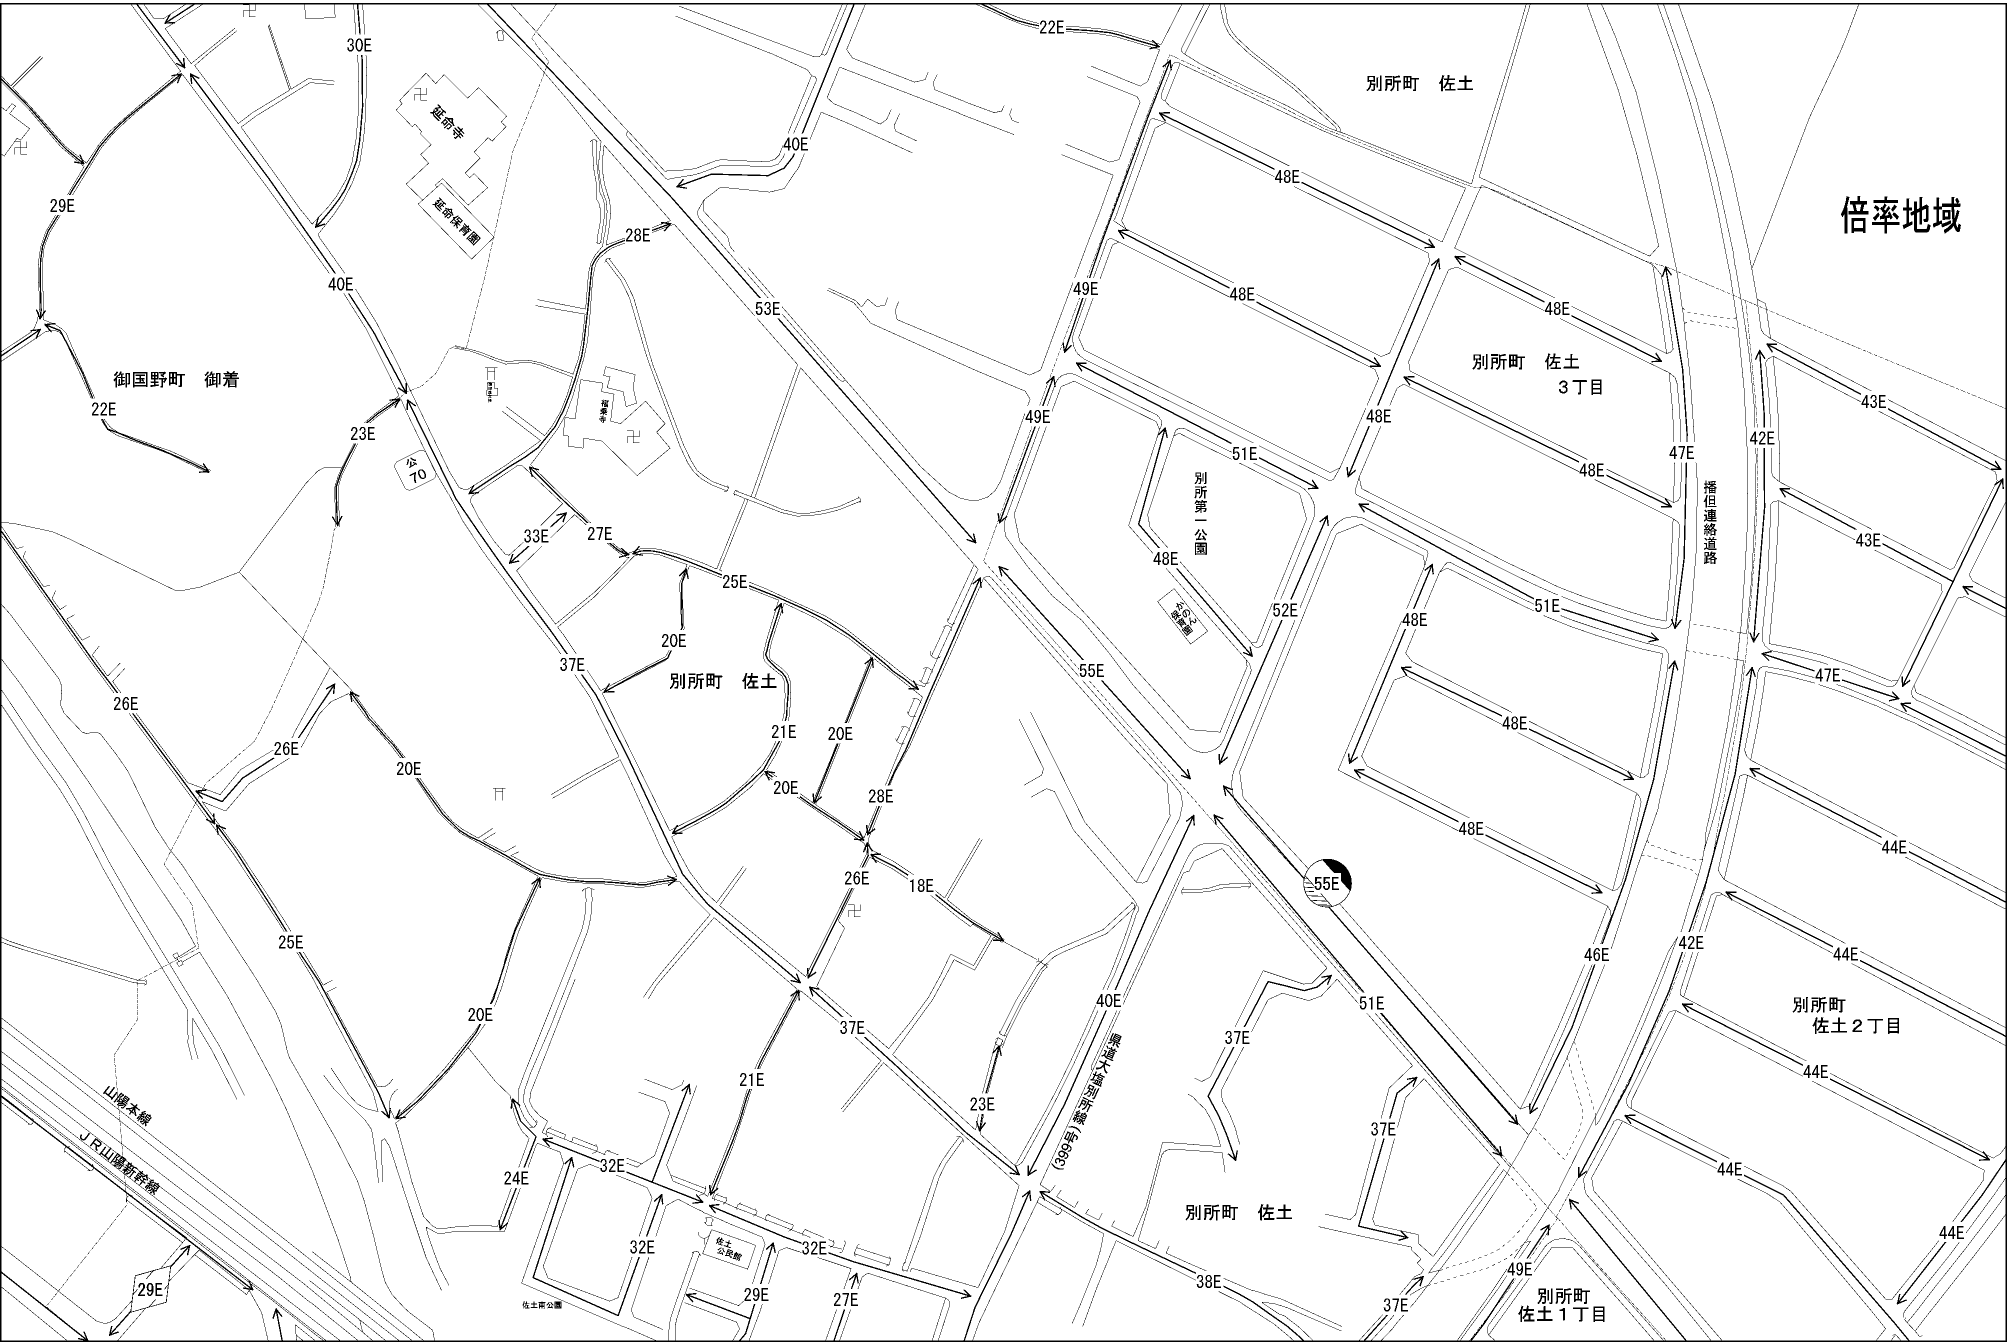 30E
22E
別所町　佐土
延命寺
40E
29E
48E
延命保育園
倍率地域
28E
40E
53E
49E
48E
48E
別所町　佐土
3丁目
御国野町　御着
福乗寺
22E
23E
49E
48E
43E
42E
51E
47E
公
70
48E
別所第一公園
播但連絡道路
33E
27E
43E
48E
25E
かのん
保育園
52E
51E
48E
20E
37E
55E
別所町　佐土
47E
26E
48E
21E
20E
26E
20E
20E
28E
48E
44E
26E
18E
55E
25E
42E
44E
46E
40E
51E
別所町
佐土2丁目
20E
37E
37E
県道大塩別所線
(399号)
44E
21E
山陽本線
23E
37E
JR山陽新幹線
32E
44E
24E
別所町　佐土
32E
佐土
公民館
32E
44E
49E
38E
29E
29E
27E
37E
佐土南公園
別所町
佐土1丁目